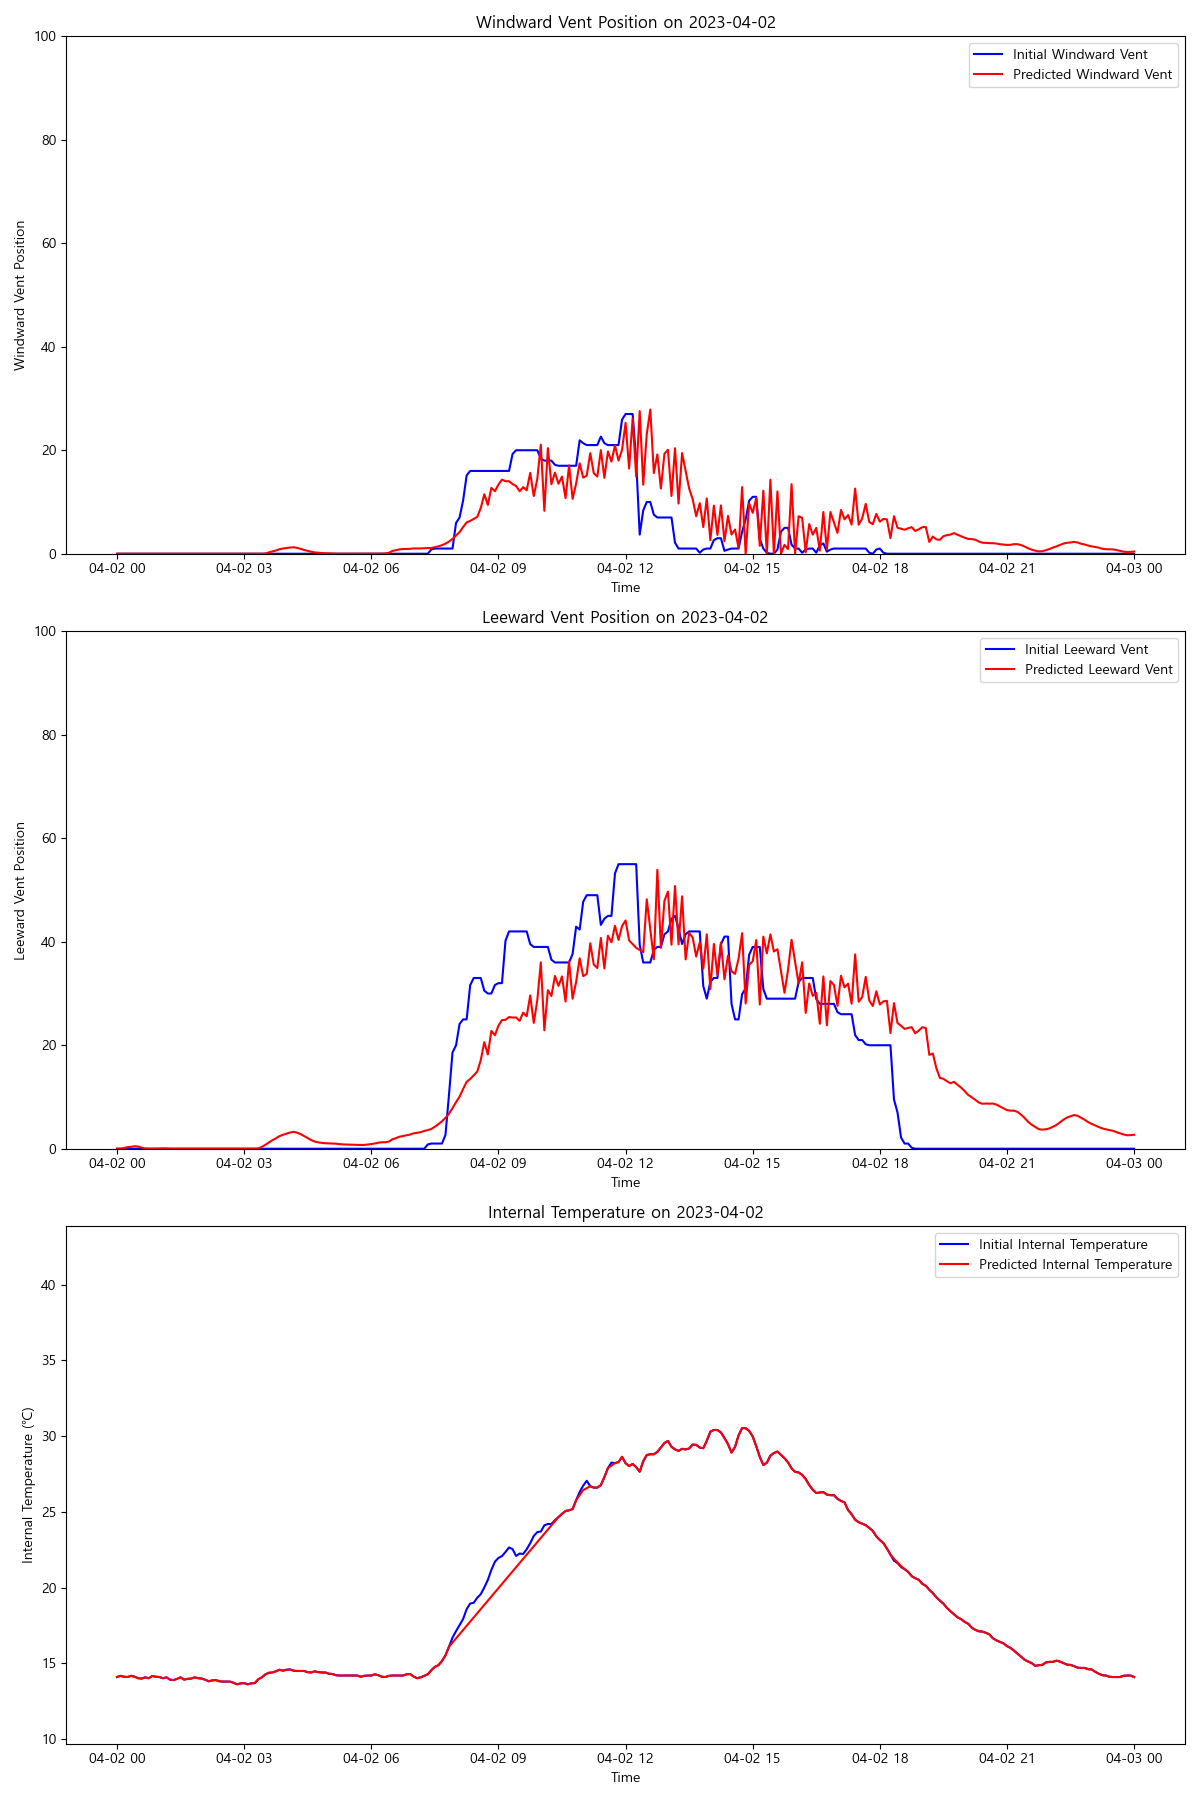 Windward Vent Position on 2023-04-02
100
80
60
40
20
0
Windward Vent Position
Initial Windward Vent
Predicted Windward Vent
04-02 00 04-02 03 04-02 06 04-02 09 04-02 12 04-02 15 04-02 18 04-02 21 04-03 00
Time
Leeward Vent Position on 2023-04-02
100
80
60
40
20
0
Leeward Vent Position
Initial Leeward Vent
Predicted Leeward Vent
04-02 00 04-02 03 04-02 06 04-02 09 04-02 12 04-02 15 04-02 18 04-02 21 04-03 00
Time
Internal Temperature on 2023-04-02
40
35
30
25
20
15
10
Internal Temperature (℃)
Initial Internal Temperature
Predicted Internal Temperature
04-02 00 04-02 03 04-02 06 04-02 09 04-02 12 04-02 15 04-02 18 04-02 21 04-03 00
Time